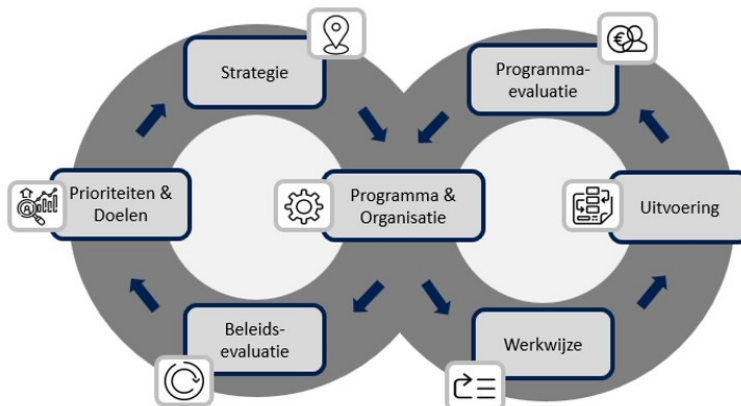 Strategie
Programma-
evaluatie
Prioriteiten &
Doelen
Programma &
Organisatie
Uitvoering
Beleids-
evaluatie
Werkwijze